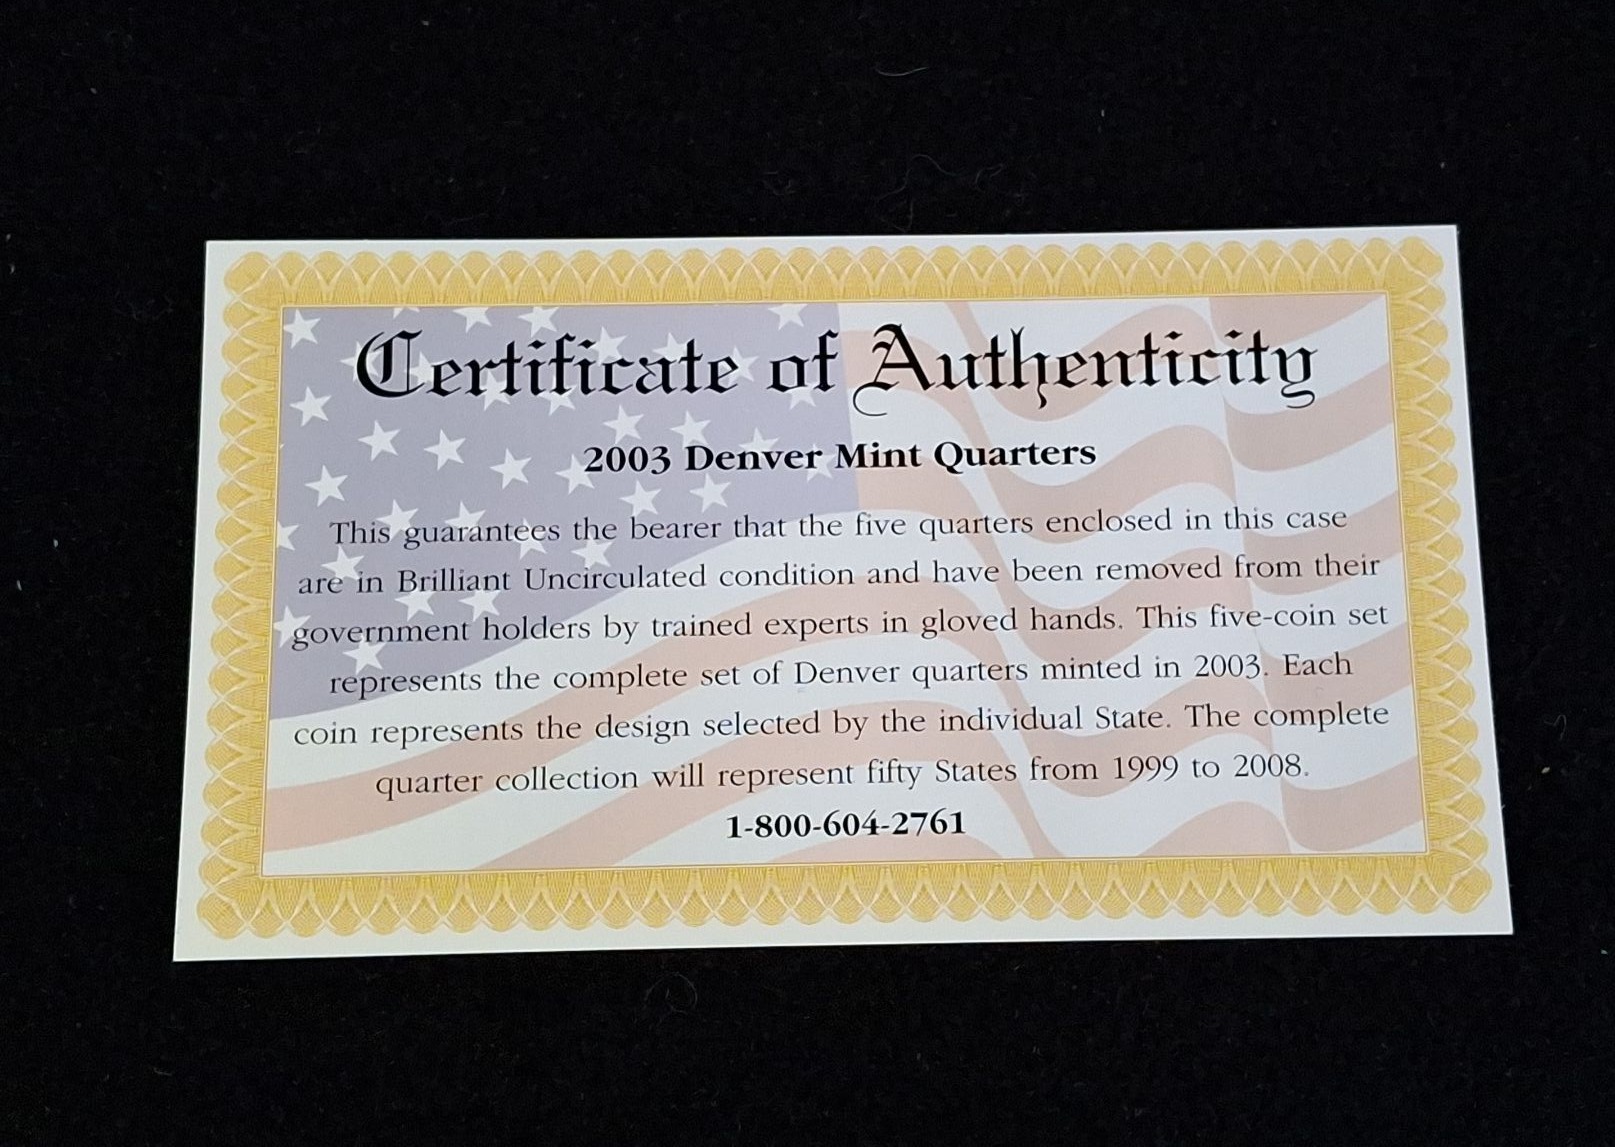 Certificate of Authenticity
2003 Denver Mint Quarters
This guarantees the bearer that the five quarters enclosed in this case
are in Brilliant Uncirculated condition and have been removed from their
government holders by trained experts in gloved hands. This five-coin set
represents the complete set of Denver quarters minted in 2003. Each
coin represents the design selected by the individual State. The complete
quarter collection will represent fifty States from 1999 to 2008.
1-800-604-2761